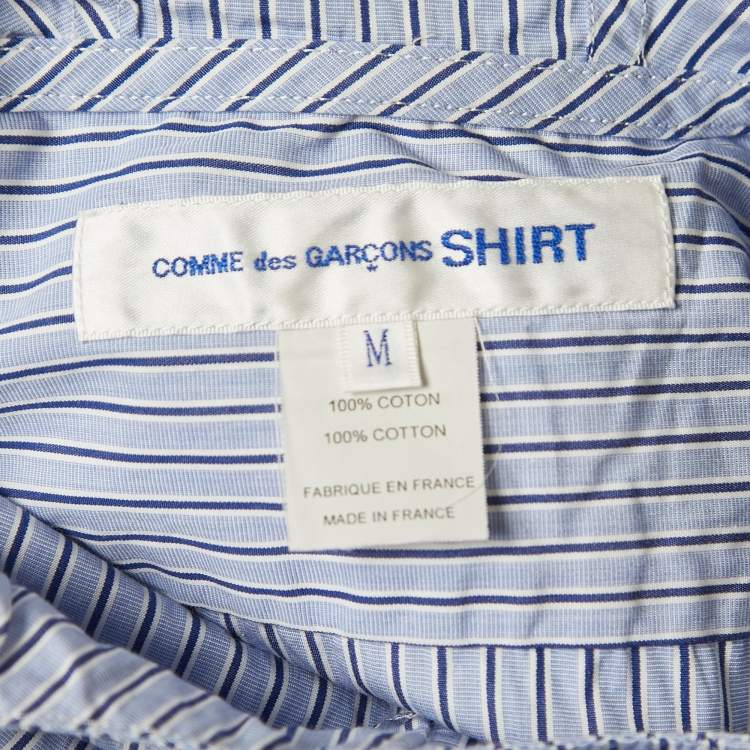 COMME des GARÇONS SHIRT
M
100% COTON
100% COTTON
FABRIQUE EN FRANCE
MADE IN FRANCE